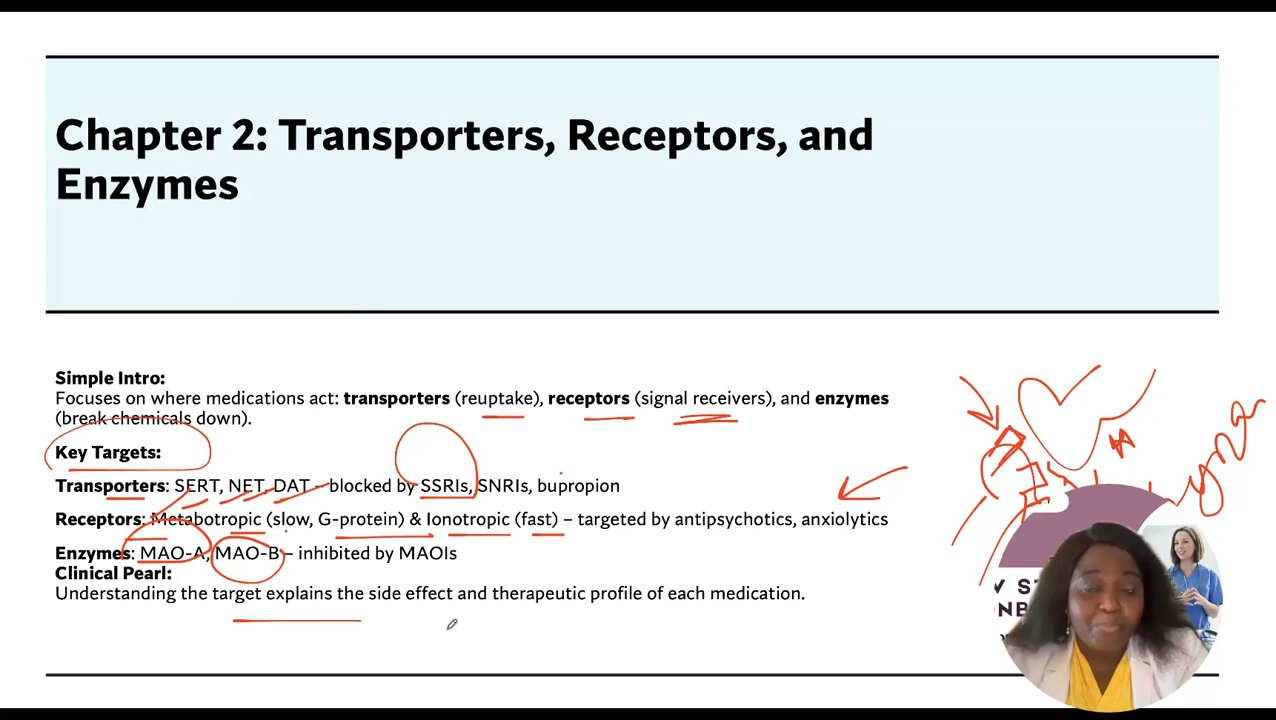 Chapter 2: Transporters, Receptors, and
Enzymes
Simple Intro:
Focuses on where medications act: transporters (reuptake), receptors (signal receivers), and enzymes
(break chemicals down).
Key Targets:
Transporters: SERT, NET, DAT – blocked by SSRIs, SNRIs, bupropion
Receptors: Metabotropic (slow, G-protein) & Ionotropic (fast) – targeted by antipsychotics, anxiolytics
Enzymes: MAO-A, MAO-B – inhibited by MAOIs
Clinical Pearl:
Understanding the target explains the side effect and therapeutic profile of each medication.